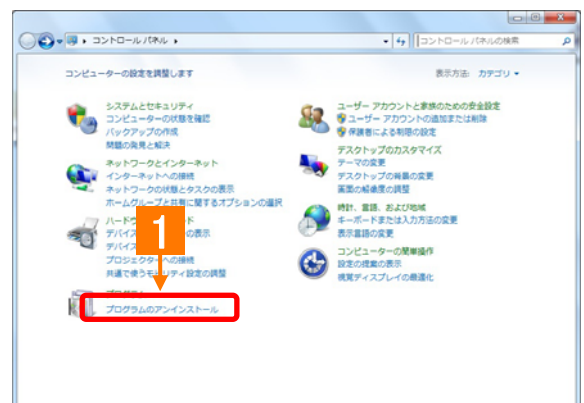 コントロール パネル
コントロール パネルの検索
コンピューターの設定を調整します
表示方法: カテゴリ
システムとセキュリティ
コンピューターの状態を確認
バックアップの作成
問題の発見と解決
ネットワークとインターネット
インターネットへの接続
ネットワークの状態とタスクの表示
ホームグループと共有に関するオプションの選択
ハードウ
ド
デバイス
の表示
デバイス
プロジェクターへの接続
共通で使うモビリティ設定の調整
1
プログラム
プログラムのアンインストール
ユーザー アカウントと家族のための安全設定
ユーザー アカウントの追加または削除
保護者による制限の設定
デスクトップのカスタマイズ
テーマの変更
デスクトップの背景の変更
画面の解像度の調整
時計、言語、および地域
キーボードまたは入力方法の変更
表示言語の変更
コンピューターの簡単操作
設定の提案の表示
視覚ディスプレイの最適化